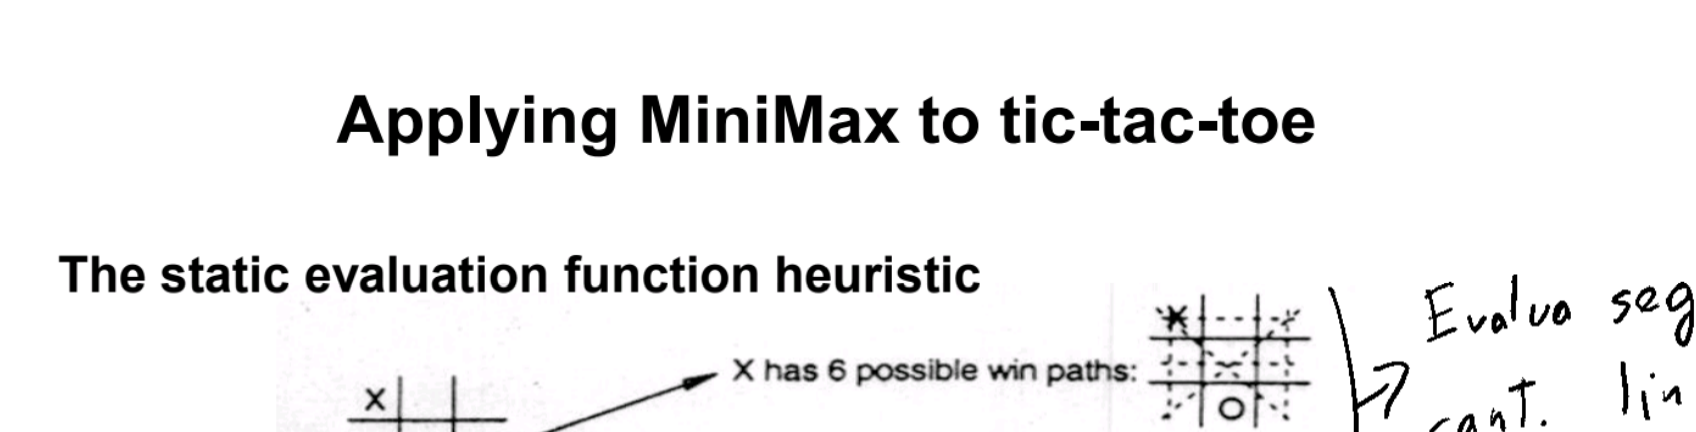 Applying MiniMax to tic-tac-toe
The static evaluation function heuristic
X has 6 possible win paths:
X
X
O
Evalua seg
cant. lin